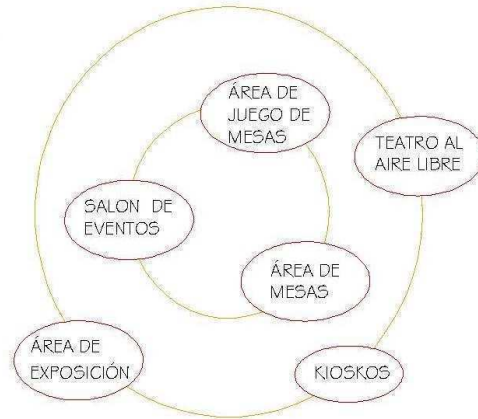 ÁREA DE
JUEGO DE
MESAS
TEATRO AL
AIRE LIBRE
SALON DE
EVENTOS
ÁREA DE
MESAS
ÁREA DE
EXPOSICIÓN
KIOSKOS